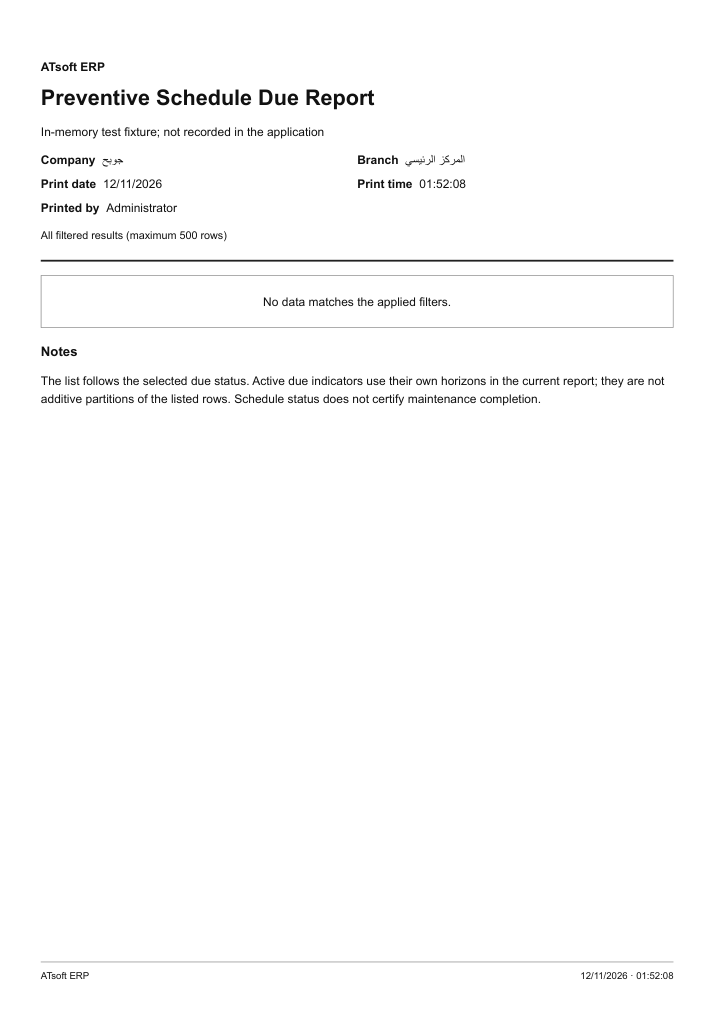 ATsoft ERP
Preventive Schedule Due Report
In-memory test fixture; not recorded in the application
Company جويح Branch المركز الرئيسي
Print date 12/11/2026 Print time 01:52:08
Printed by Administrator
All filtered results (maximum 500 rows)
No data matches the applied filters.
Notes
The list follows the selected due status. Active due indicators use their own horizons in the current report; they are not
additive partitions of the listed rows. Schedule status does not certify maintenance completion.
ATsoft ERP 12/11/2026 · 01:52:08